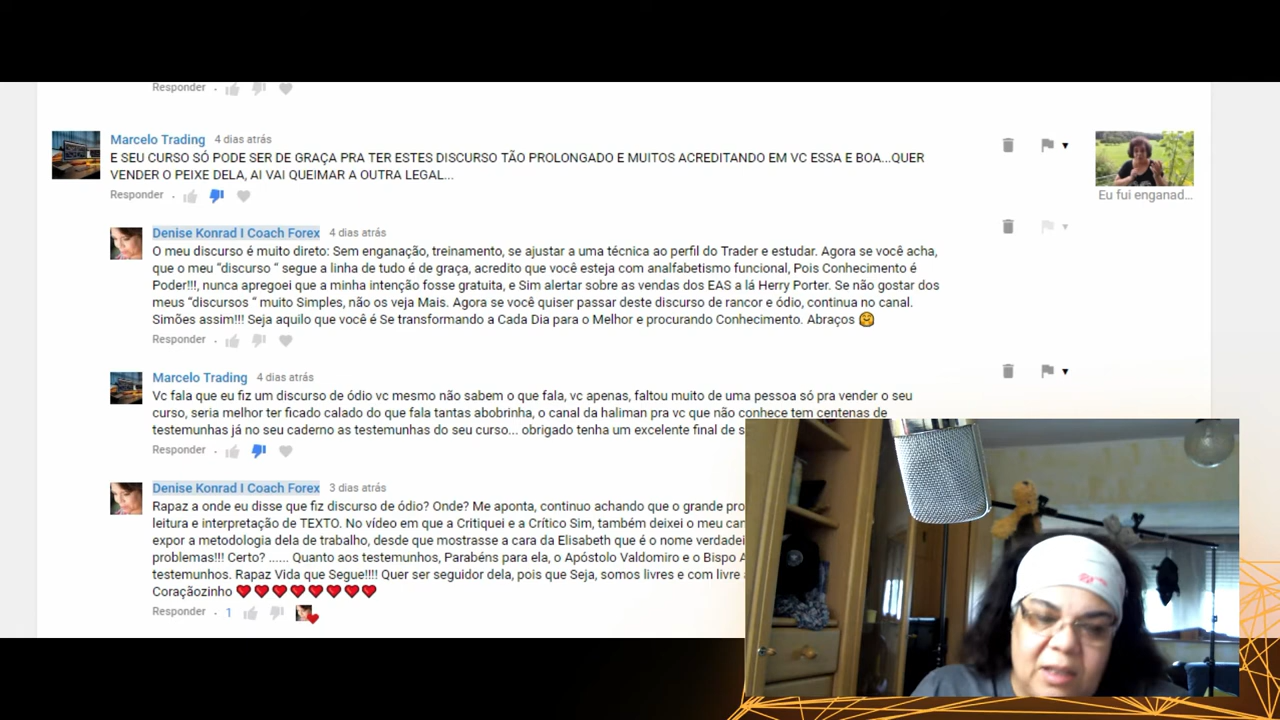 Responder .
Marcelo Trading 4 dias atrás
E SEU CURSO SÓ PODE SER DE GRAÇA PRA TER ESTES DISCURSO TÃO PROLONGADO E MUITOS ACREDITANDO EM VC ESSA E BOA...QUER
VENDER O PEIXE DELA, AI VAI QUEIMAR A OUTRA LEGAL...
Responder .
Eu fui enganad...
Denise Konrad I Coach Forex 4 dias atrás
O meu discurso é muito direto: Sem enganação, treinamento, se ajustar a uma técnica ao perfil do Trader e estudar. Agora se você acha,
que o meu “discurso “ segue a linha de tudo é de graça, acredito que você esteja com analfabetismo funcional, Pois Conhecimento é
Poder!!!, nunca apregoei que a minha intenção fosse gratuita, e Sim alertar sobre as vendas dos EAS a lá Herry Porter. Se não gostar dos
meus “discursos “ muito Simples, não os veja Mais. Agora se você quiser passar deste discurso de rancor e ódio, continua no canal.
Simões assim!!! Seja aquilo que você é Se transformando a Cada Dia para o Melhor e procurando Conhecimento. Abraços 🤗
Responder .
Marcelo Trading 4 dias atrás
Vc fala que eu fiz um discurso de ódio vc mesmo não sabem o que fala, vc apenas, faltou muito de uma pessoa só pra vender o seu
curso, seria melhor ter ficado calado do que fala tantas abobrinha, o canal da haliman pra vc que não conhece tem centenas de
testemunhas já no seu caderno as testemunhas do seu curso... obrigado tenha um excelente final de
Responder .
Denise Konrad I Coach Forex 3 dias atrás
Rapaz a onde eu disse que fiz discurso de ódio? Onde? Me aponta, continuo achando que o grande
leitura e interpretação de TEXTO. No vídeo em que a Critiquei e a Crítico Sim, também deixei o meu
expor a metodologia dela de trabalho, desde que mostrasse a cara da Elisabeth que é o nome
problemas!!! Certo? ...... Quanto aos testemunhos, Parabéns para ela, o Apóstolo Valdomiro e o Bispo
testemunhos. Rapaz Vida que Segue!!!! Quer ser seguidor dela, pois que Seja, somos livres e com livre
Coraçãozinho ❤❤❤❤❤❤❤❤
Responder . 1